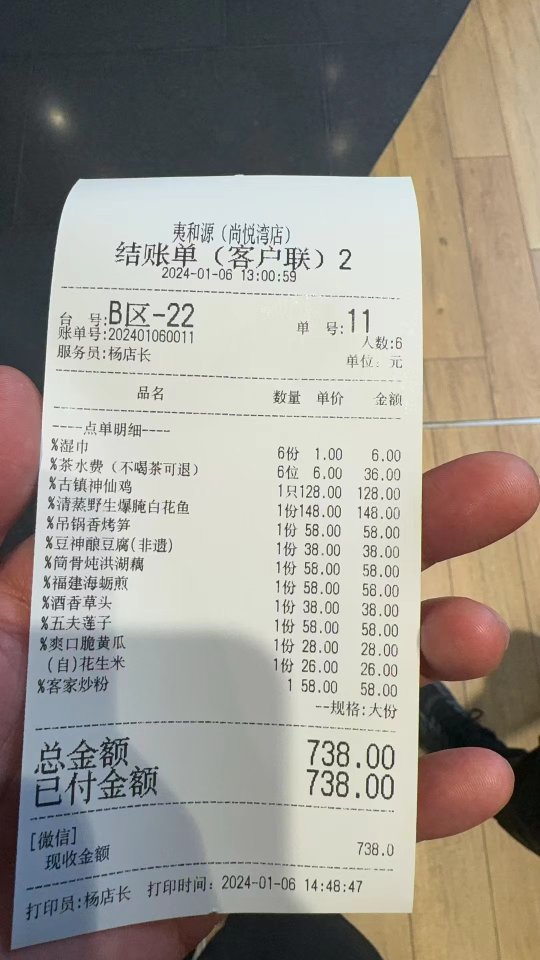 夷和源（尚悦湾店）
结账单（客户联）2
2024-01-06 13:00:59
台 号:B区-22 单 号:11
账单号:202401060011 人数:6
服务员:杨店长 单位: 元
品名 数量 单价 金额
----点单明细----
%湿巾 6份 1.00 6.00
%茶水费（不喝茶可退） 6位 6.00 36.00
%古镇神仙鸡 1只128.00 128.00
%清蒸野生爆腌白花鱼 1份148.00 148.00
%吊锅香烤笋 1份 58.00 58.00
%豆神酿豆腐(非遗) 1份 38.00 38.00
%筒骨炖洪湖藕 1份 58.00 58.00
%福建海蛎煎 1份 58.00 58.00
%酒香草头 1份 38.00 38.00
%五夫莲子 1份 58.00 58.00
%爽口脆黄瓜 1份 28.00 28.00
(自)花生米 1份 26.00 26.00
%客家炒粉 1 58.00 58.00
--规格:大份
总金额 738.00
已付金额 738.00
[微信]
现收金额 738.0
打印员:杨店长 打印时间: 2024-01-06 14:48:47